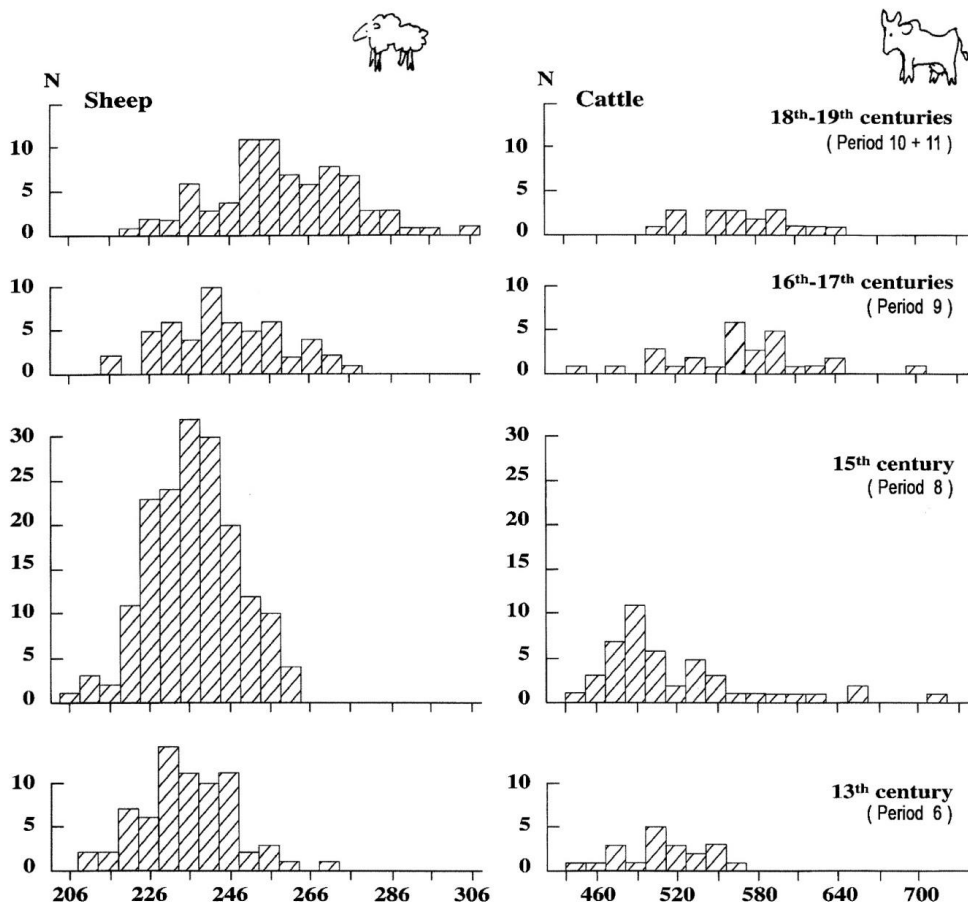 N
Sheep
10
5
0
N
Cattle
18th-19th centuries
( Period 10 + 11 )
10
5
0
10
5
0
16th-17th centuries
( Period 9 )
10
5
0
30
25
20
15
10
5
0
15th century
( Period 8 )
30
25
20
15
10
5
0
10
5
0
206 226 246 266 286 306
13th century
( Period 6 )
10
5
0
460 520 580 640 700